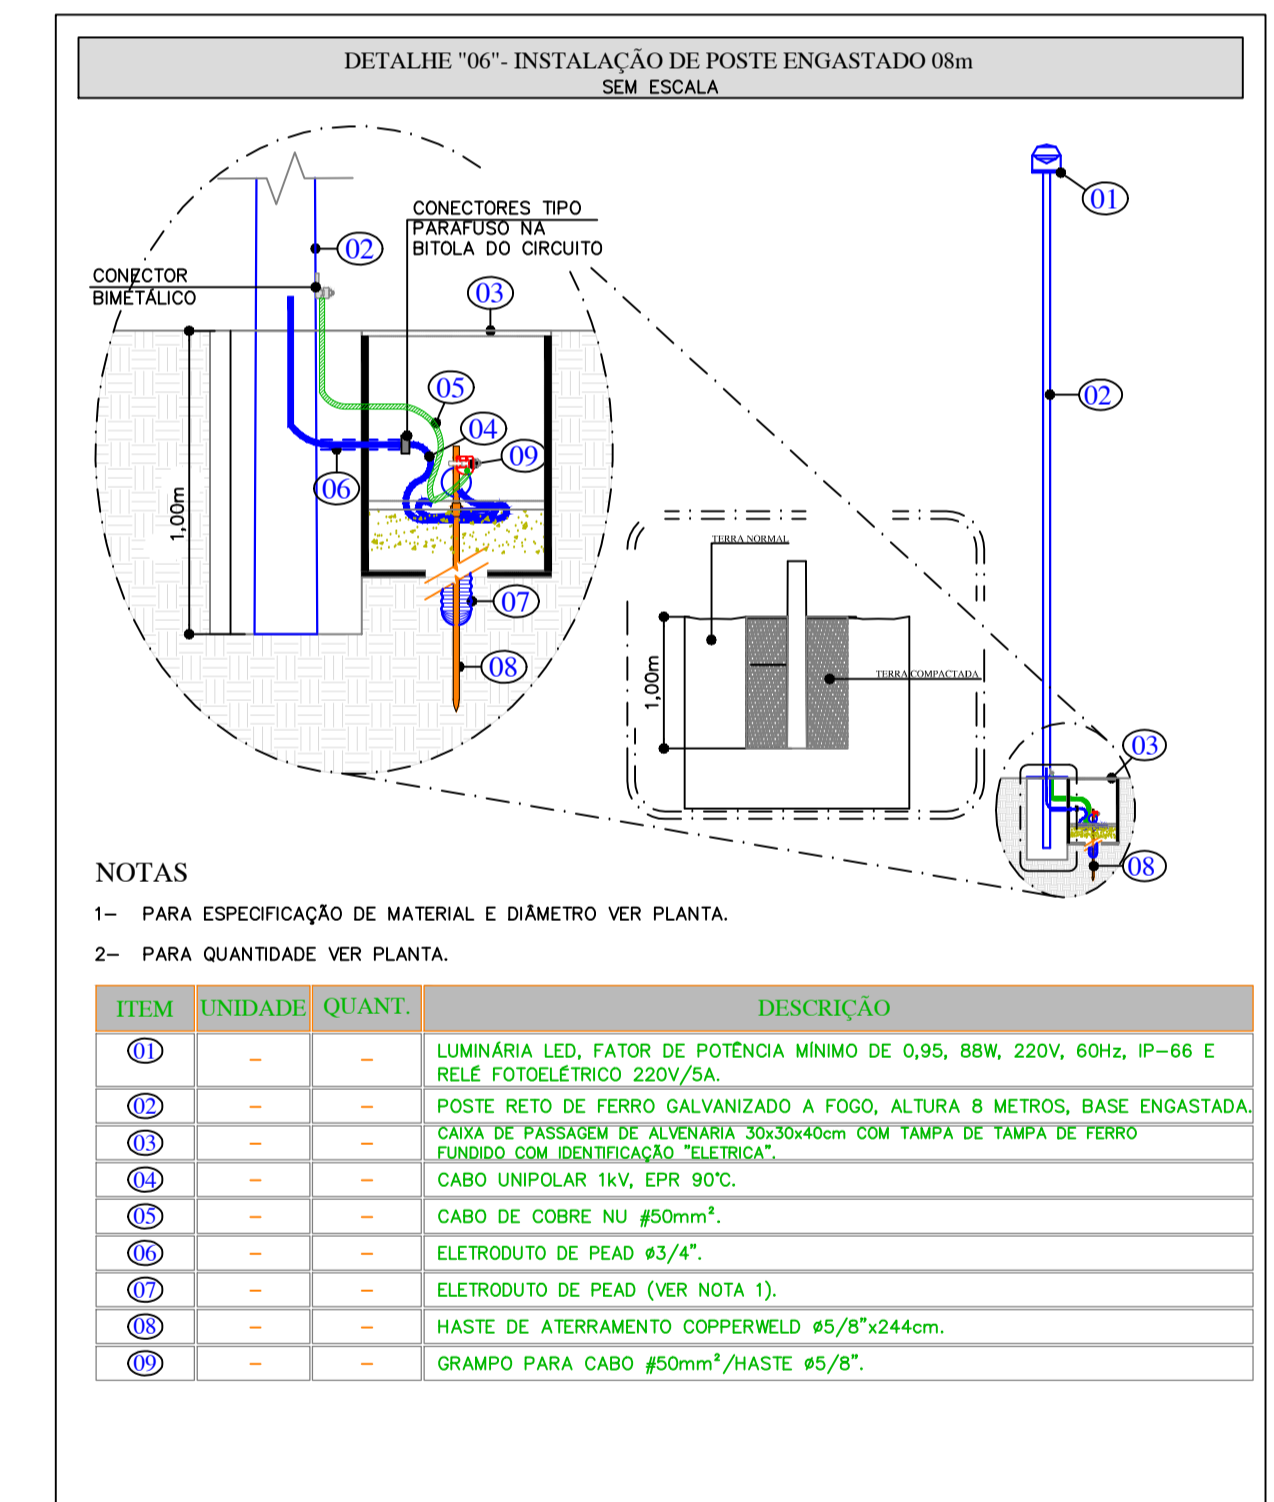 DETALHE "06"- INSTALAÇÃO DE POSTE ENGASTADO 08m
SEM ESCALA
01
CONECTORES TIPO
PARAFUSO NA
BITOLA DO CIRCUITO
02
CONECTOR
BIMETÁLICO
03
05
02
04
09
06
1,00m
TERRA NORMAL
07
08
1,00m
TERRA COMPACTADA
03
08
NOTAS
1- PARA ESPECIFICAÇÃO DE MATERIAL E DIÂMETRO VER PLANTA.
2- PARA QUANTIDADE VER PLANTA.
ITEM UNIDADE QUANT. DESCRIÇÃO
01 - - LUMINÁRIA LED, FATOR DE POTÊNCIA MÍNIMO DE 0,95, 88W, 220V, 60Hz, IP-66 E
RELÉ FOTOELÉTRICO 220V/5A.
02 - - POSTE RETO DE FERRO GALVANIZADO A FOGO, ALTURA 8 METROS, BASE ENGASTADA.
03 - - CAIXA DE PASSAGEM DE ALVENARIA 30x30x40cm COM TAMPA DE TAMPA DE FERRO
FUNDIDO COM IDENTIFICAÇÃO "ELETRICA".
04 - - CABO UNIPOLAR 1kV, EPR 90°C.
05 - - CABO DE COBRE NU #50mm².
06 - - ELETRODUTO DE PEAD ø3/4".
07 - - ELETRODUTO DE PEAD (VER NOTA 1).
08 - - HASTE DE ATERRAMENTO COPPERWELD ø5/8"x244cm.
09 - - GRAMPO PARA CABO #50mm²/HASTE ø5/8".